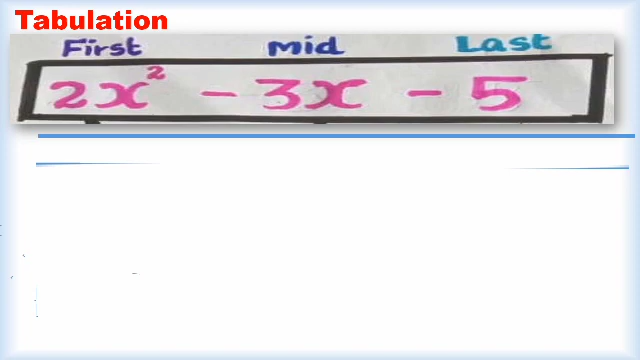 Tabulation
First Mid Last
2x² - 3x - 5